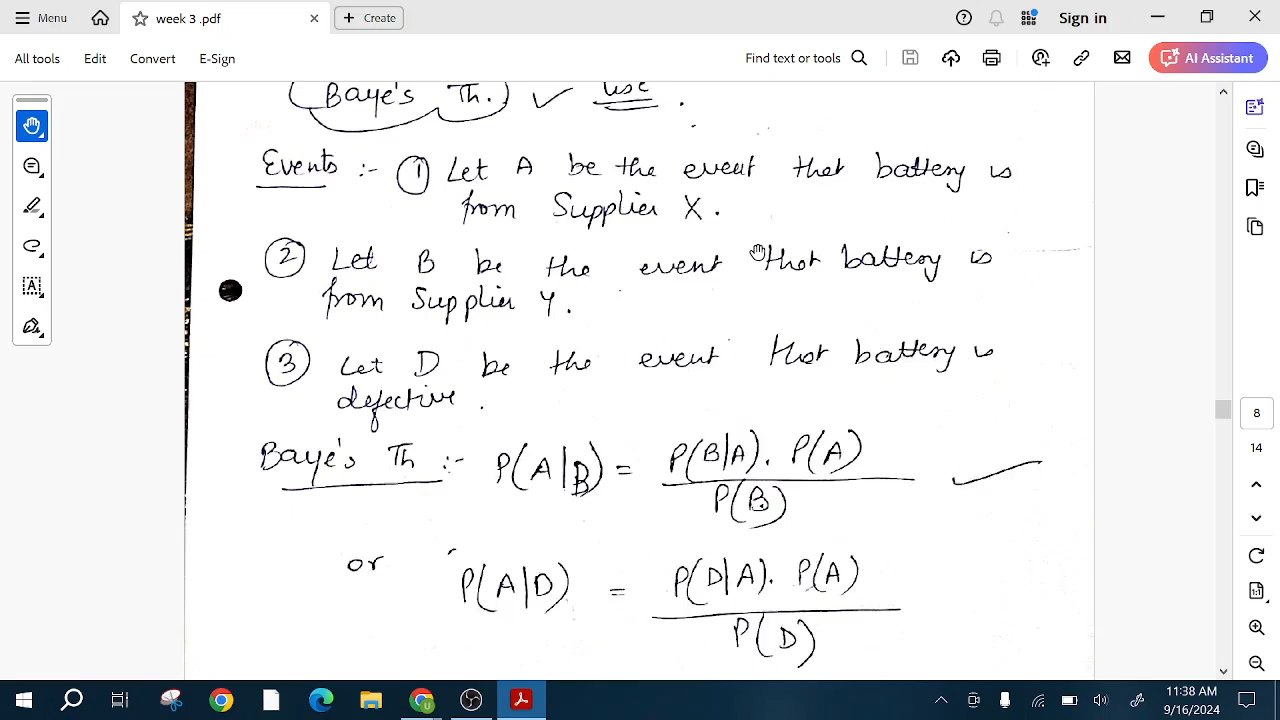 Menu
week 3 .pdf
Create
Sign in
All tools
Edit
Convert
E-Sign
Find text or tools
AI Assistant
(Baye's Th.) use .
Events :- ① Let A be the event that battery is
from Supplier X.
② Let B be the event that battery is
from Supplier Y.
③ Let D be the event that battery is
defective .
Baye's Th :- P(A|B) = P(B|A). P(A)
P(B)
or P(A|D) = P(D|A). P(A)
P(D)
8
14
11:38 AM
9/16/2024